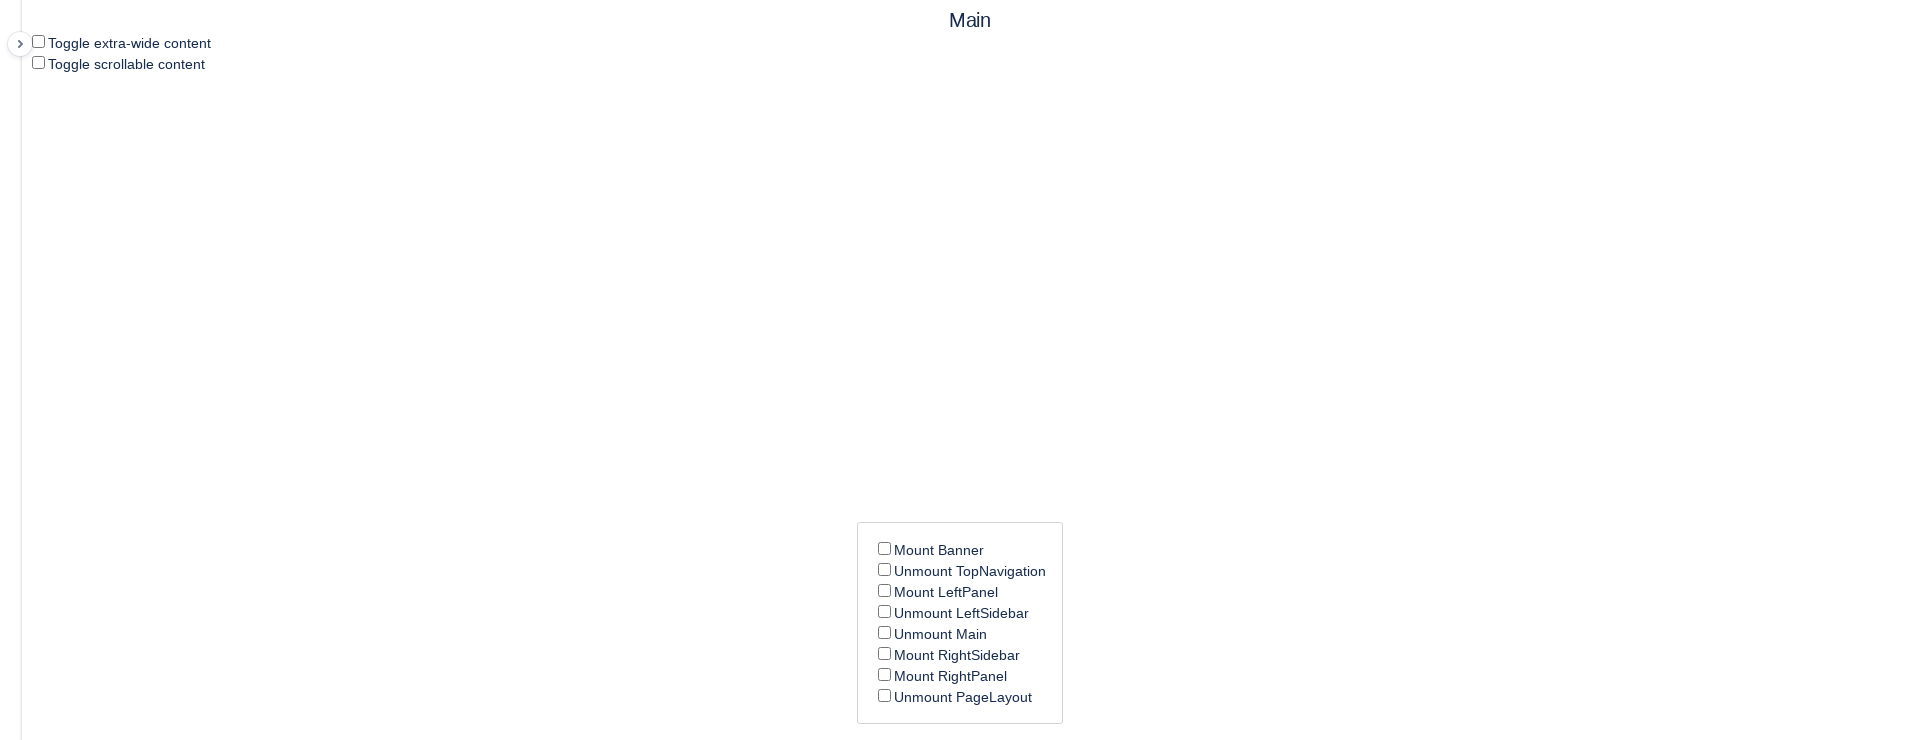 Main
Toggle extra-wide content
Toggle scrollable content
Mount Banner
Unmount TopNavigation
Mount LeftPanel
Unmount LeftSidebar
Unmount Main
Mount RightSidebar
Mount RightPanel
Unmount PageLayout